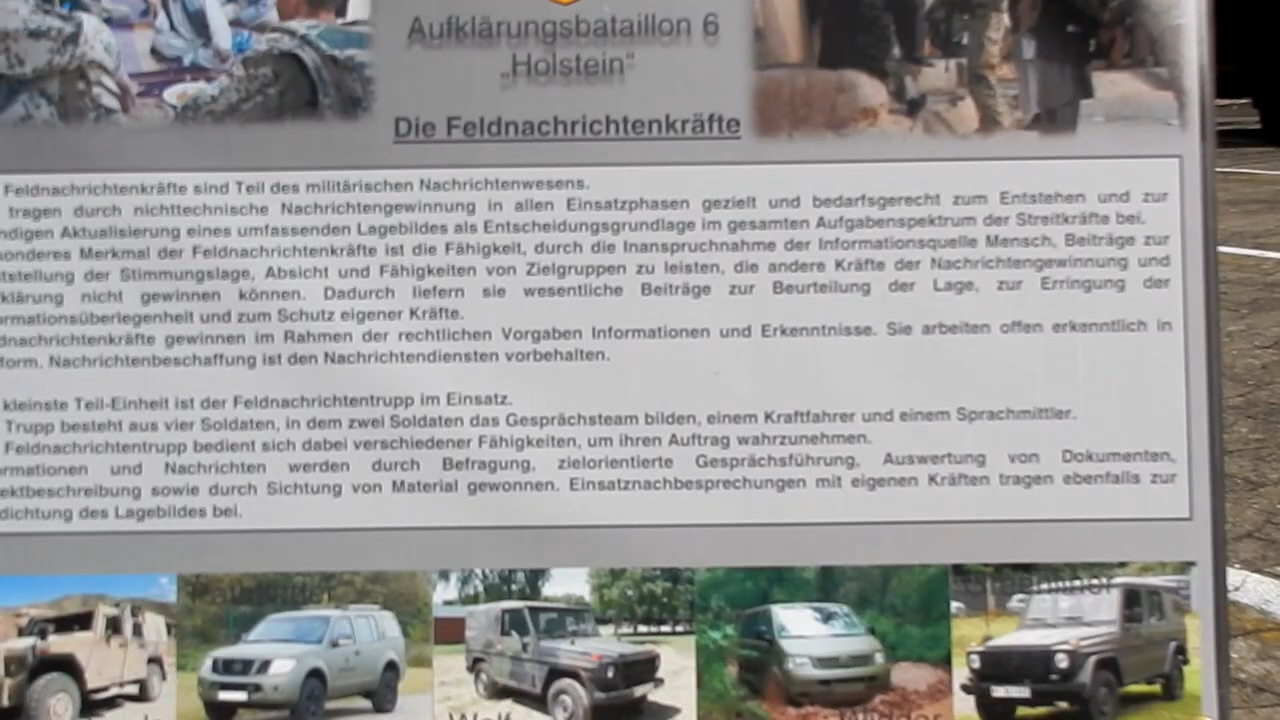 Aufklärungsbataillon 6
„Holstein“
Die Feldnachrichtenkräfte
Feldnachrichtenkräfte sind Teil des militärischen Nachrichtenwesens.
tragen durch nichttechnische Nachrichtengewinnung in allen Einsatzphasen gezielt und bedarfsgerecht zum Entstehen und zur
ndigen Aktualisierung eines umfassenden Lagebildes als Entscheidungsgrundlage im gesamten Aufgabenspektrum der Streitkräfte bei.
sonderes Merkmal der Feldnachrichtenkräfte ist die Fähigkeit, durch die Inanspruchnahme der Informationsquelle Mensch, Beiträge zur
tstellung der Stimmungslage, Absicht und Fähigkeiten von Zielgruppen zu leisten, die andere Kräfte der Nachrichtengewinnung und
klärung nicht gewinnen können. Dadurch liefern sie wesentliche Beiträge zur Beurteilung der Lage, zur Erringung der
ormationsüberlegenheit und zum Schutz eigener Kräfte.
dnachrichtenkräfte gewinnen im Rahmen der rechtlichen Vorgaben Informationen und Erkenntnisse. Sie arbeiten offen erkenntlich in
form. Nachrichtenbeschaffung ist den Nachrichtendiensten vorbehalten.
kleinste Teil-Einheit ist der Feldnachrichtentrupp im Einsatz.
Trupp besteht aus vier Soldaten, in dem zwei Soldaten das Gesprächsteam bilden, einem Kraftfahrer und einem Sprachmittler.
Feldnachrichtentrupp bedient sich dabei verschiedener Fähigkeiten, um ihren Auftrag wahrzunehmen.
ormationen und Nachrichten werden durch Befragung, zielorientierte Gesprächsführung, Auswertung von Dokumenten,
ektbeschreibung sowie durch Sichtung von Material gewonnen. Einsatznachbesprechungen mit eigenen Kräften tragen ebenfalls zur
dichtung des Lagebildes bei.